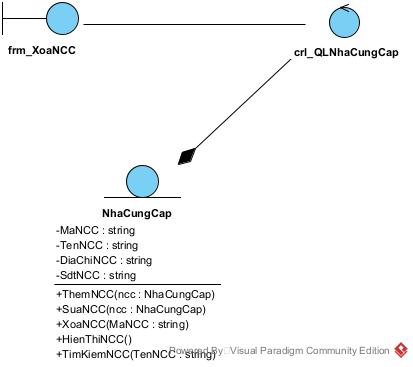 frm_XoaNCC
crl_QLNhaCungCap
NhaCungCap
-MaNCC : string
-TenNCC : string
-DiaChiNCC : string
-SdtNCC : string
+ThemNCC(ncc : NhaCungCap)
+SuaNCC(ncc : NhaCungCap)
+XoaNCC(MaNCC : string)
+HienThiNCC()
+TimKiemNCC(TenNCC : string)
Powered By Visual Paradigm Community Edition